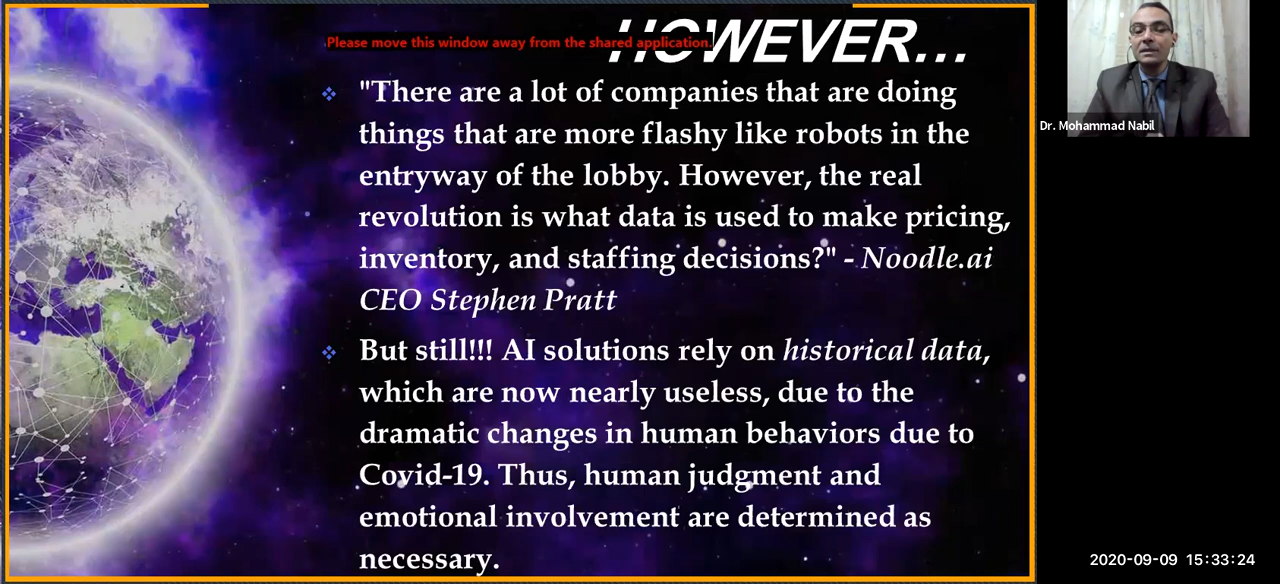 HOWEVER...
Please move this window away from the shared application.
"There are a lot of companies that are doing
things that are more flashy like robots in the
entryway of the lobby. However, the real
revolution is what data is used to make pricing,
inventory, and staffing decisions?" - Noodle.ai
CEO Stephen Pratt
But still!!! AI solutions rely on historical data,
which are now nearly useless, due to the
dramatic changes in human behaviors due to
Covid-19. Thus, human judgment and
emotional involvement are determined as
necessary.
Dr. Mohammad Nabil
2020-09-09 15:33:24